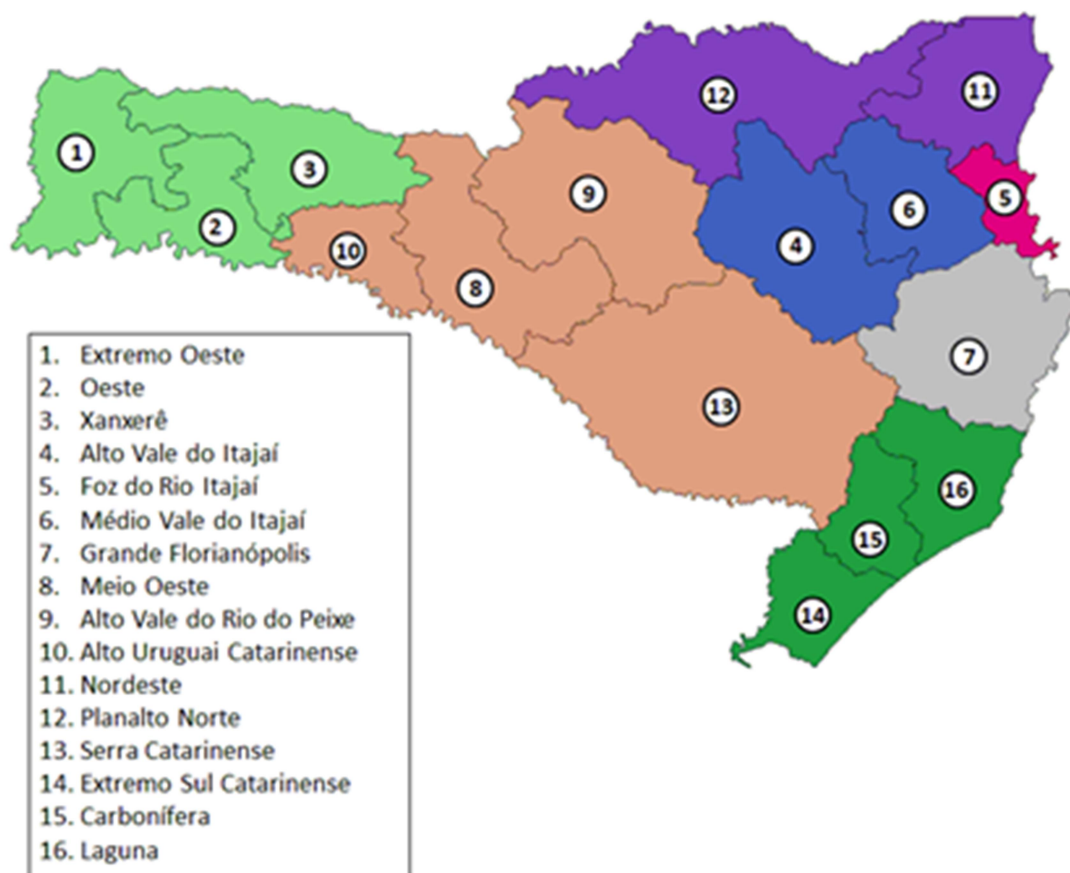 12
11
1
3
9
5
6
2
4
10
8
7
13
16
15
14
1. Extremo Oeste
2. Oeste
3. Xanxerê
4. Alto Vale do Itajaí
5. Foz do Rio Itajaí
6. Médio Vale do Itajaí
7. Grande Florianópolis
8. Meio Oeste
9. Alto Vale do Rio do Peixe
10. Alto Uruguai Catarinense
11. Nordeste
12. Planalto Norte
13. Serra Catarinense
14. Extremo Sul Catarinense
15. Carbonífera
16. Laguna